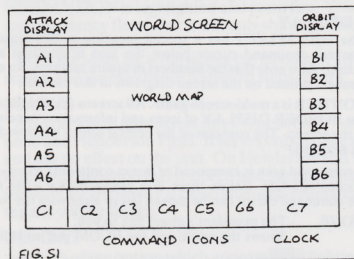 ATTACK DISPLAY
WORLD SCREEN
ORBIT DISPLAY
A1
A2
A3
A4
A5
A6
WORLD MAP
B1
B2
B3
B4
B5
B6
C1
C2
C3
C4
C5
C6
C7
COMMAND ICONS
CLOCK
FIG. S1